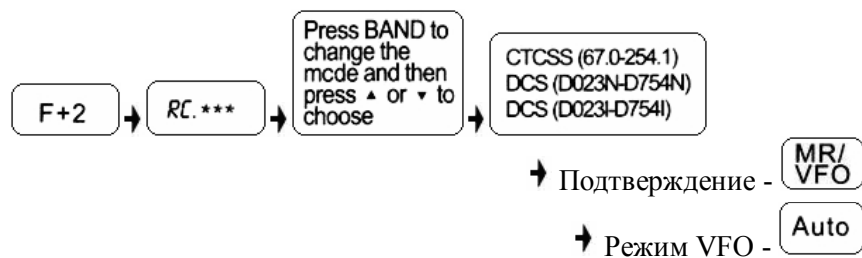 F+2
RC.***
Press BAND to
change the
mcde and then
press ▲ or ▼ to
choose
CTCSS (67.0-254.1)
DCS (D023N-D754N)
DCS (D023I-D754I)
Подтверждение - MR/
VFO
Режим VFO - Auto